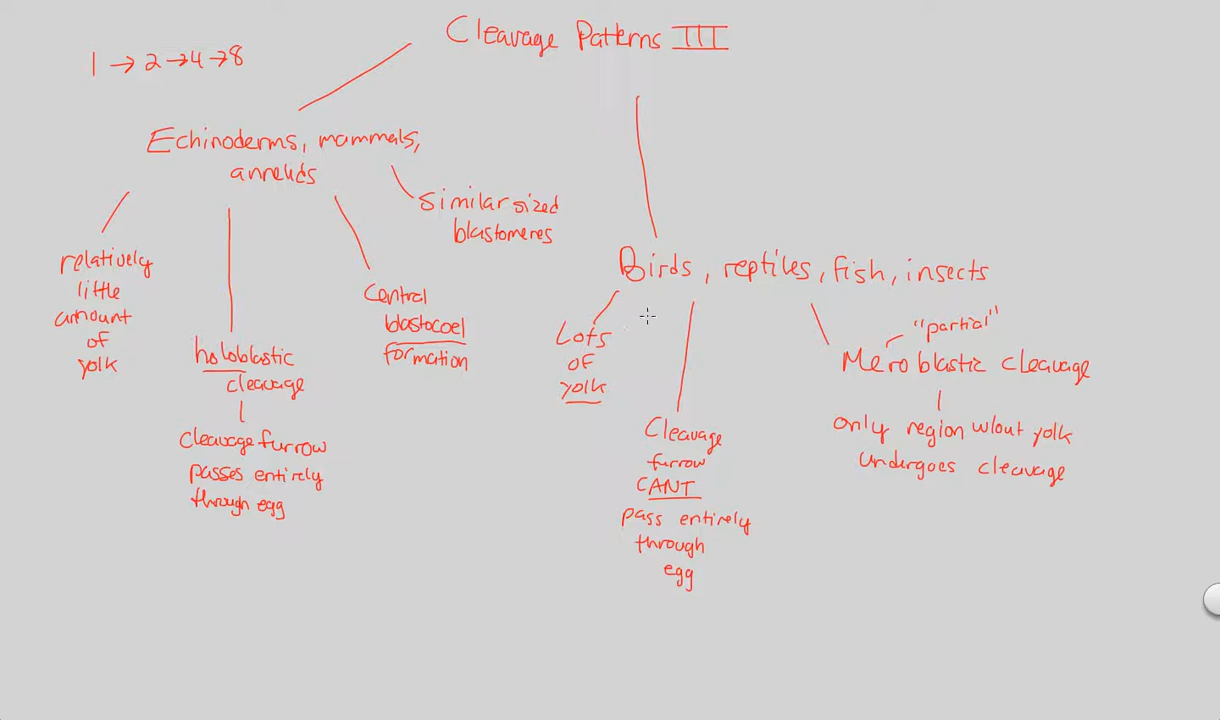 Cleavage Patterns III
1 → 2 → 4 → 8
Echinoderms, mammals,
annelids
Similar sized
blastomeres
relatively
little
amount
of
yolk
holoblastic
cleavage
Cleavage furrow
passes entirely
through egg
Central
blastocoel
formation
Birds, reptiles, fish, insects
Lots
of
yolk
Cleavage
furrow
CANT
pass entirely
through
egg
"partial"
Meroblastic cleavage
Only region w/out yolk
undergoes cleavage